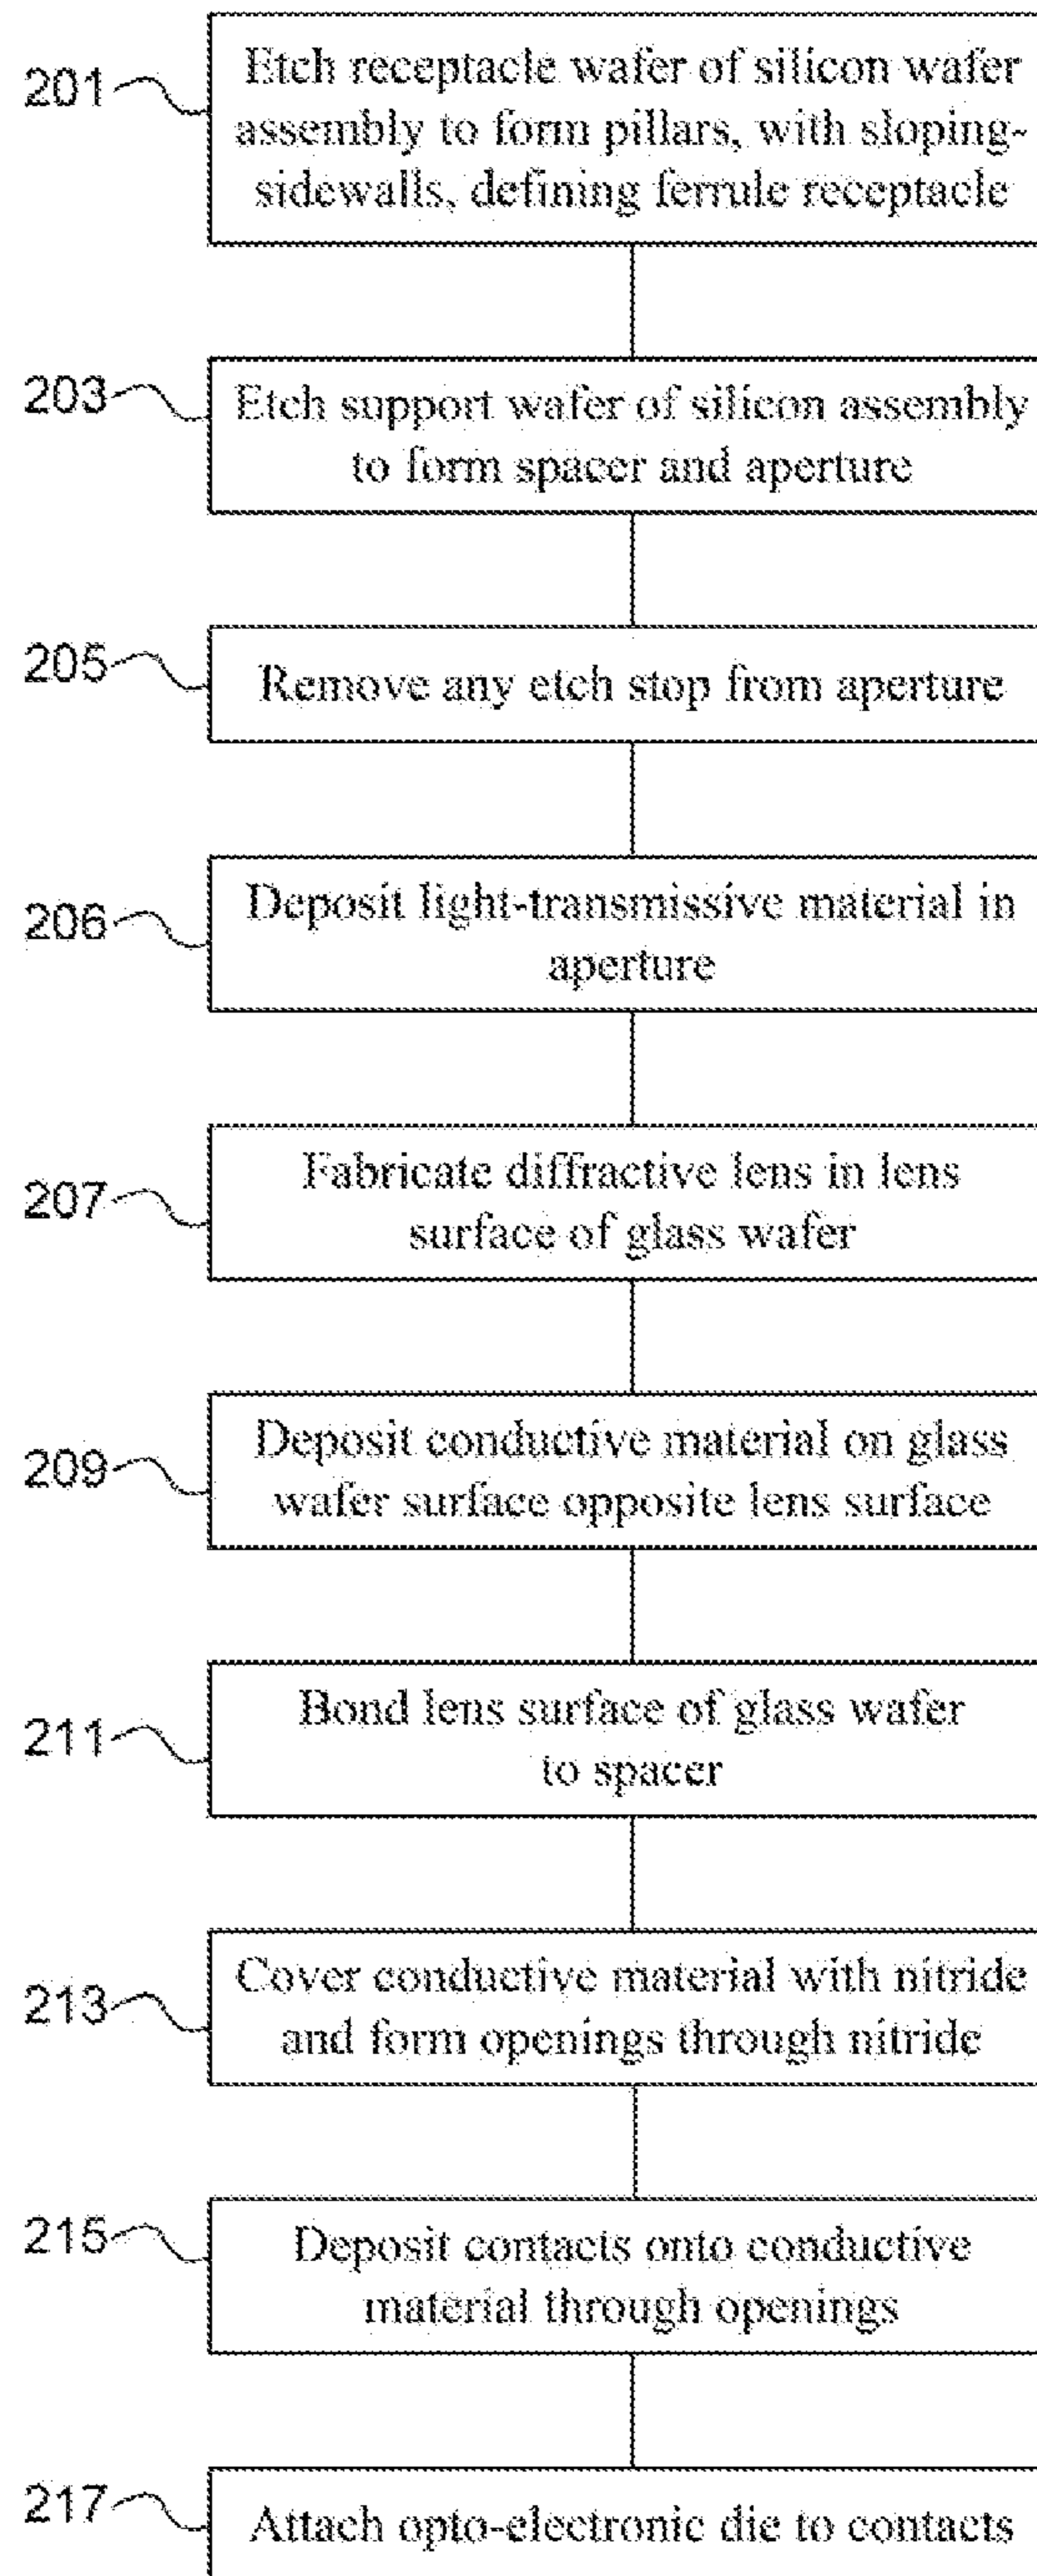 201
Etch receptacle wafer of silicon wafer
assembly to form pillars, with sloping-
sidewalls, defining ferrule receptacle
203
Etch support wafer of silicon assembly
to form spacer and aperture
205
Remove any etch stop from aperture
206
Deposit light-transmissive material in
aperture
207
Fabricate diffractive lens in lens
surface of glass wafer
209
Deposit conductive material on glass
wafer surface opposite lens surface
211
Bond lens surface of glass wafer
to spacer
213
Cover conductive material with nitride
and form openings through nitride
215
Deposit contacts onto conductive
material through openings
217
Attach opto-electronic die to contacts